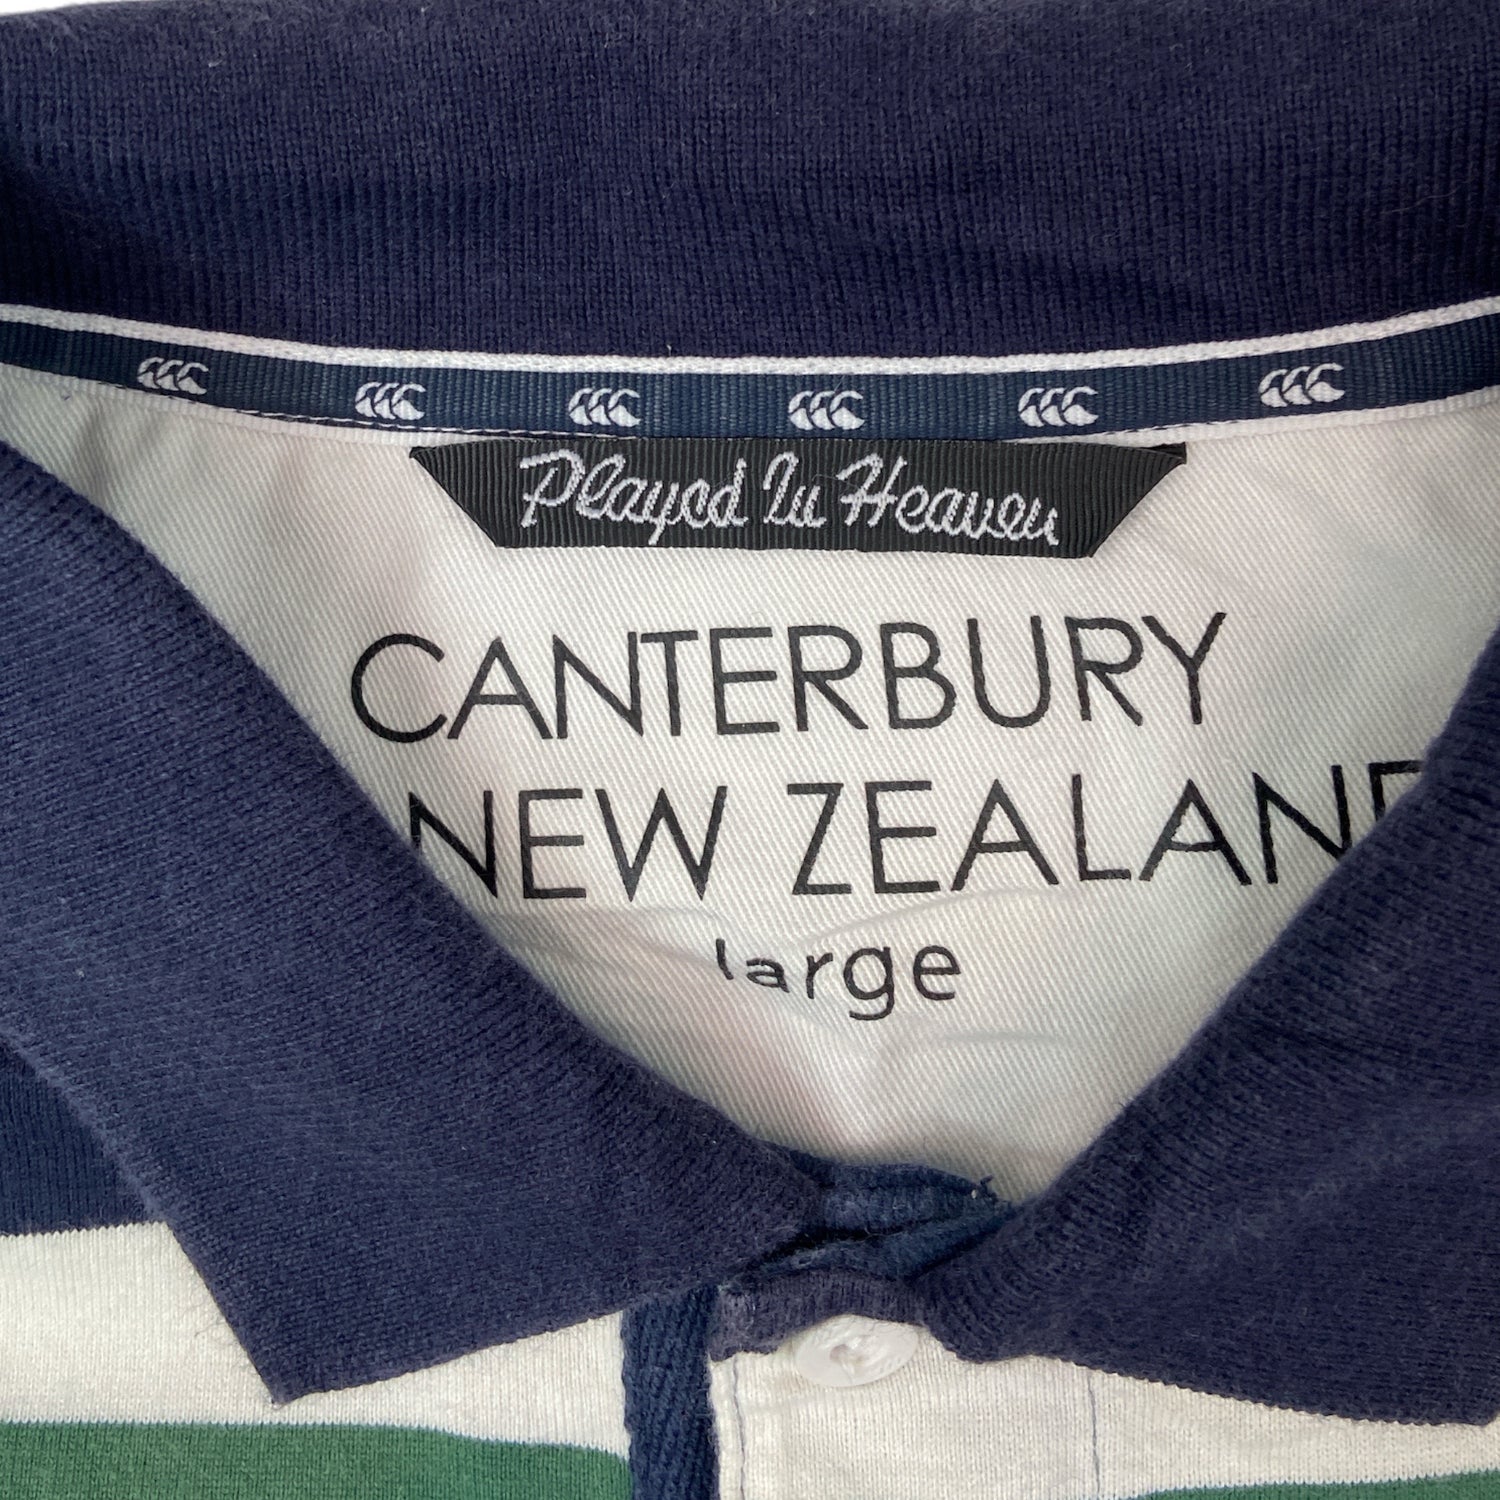 Played In Heaven
CANTERBURY
NEW ZEALAND
large